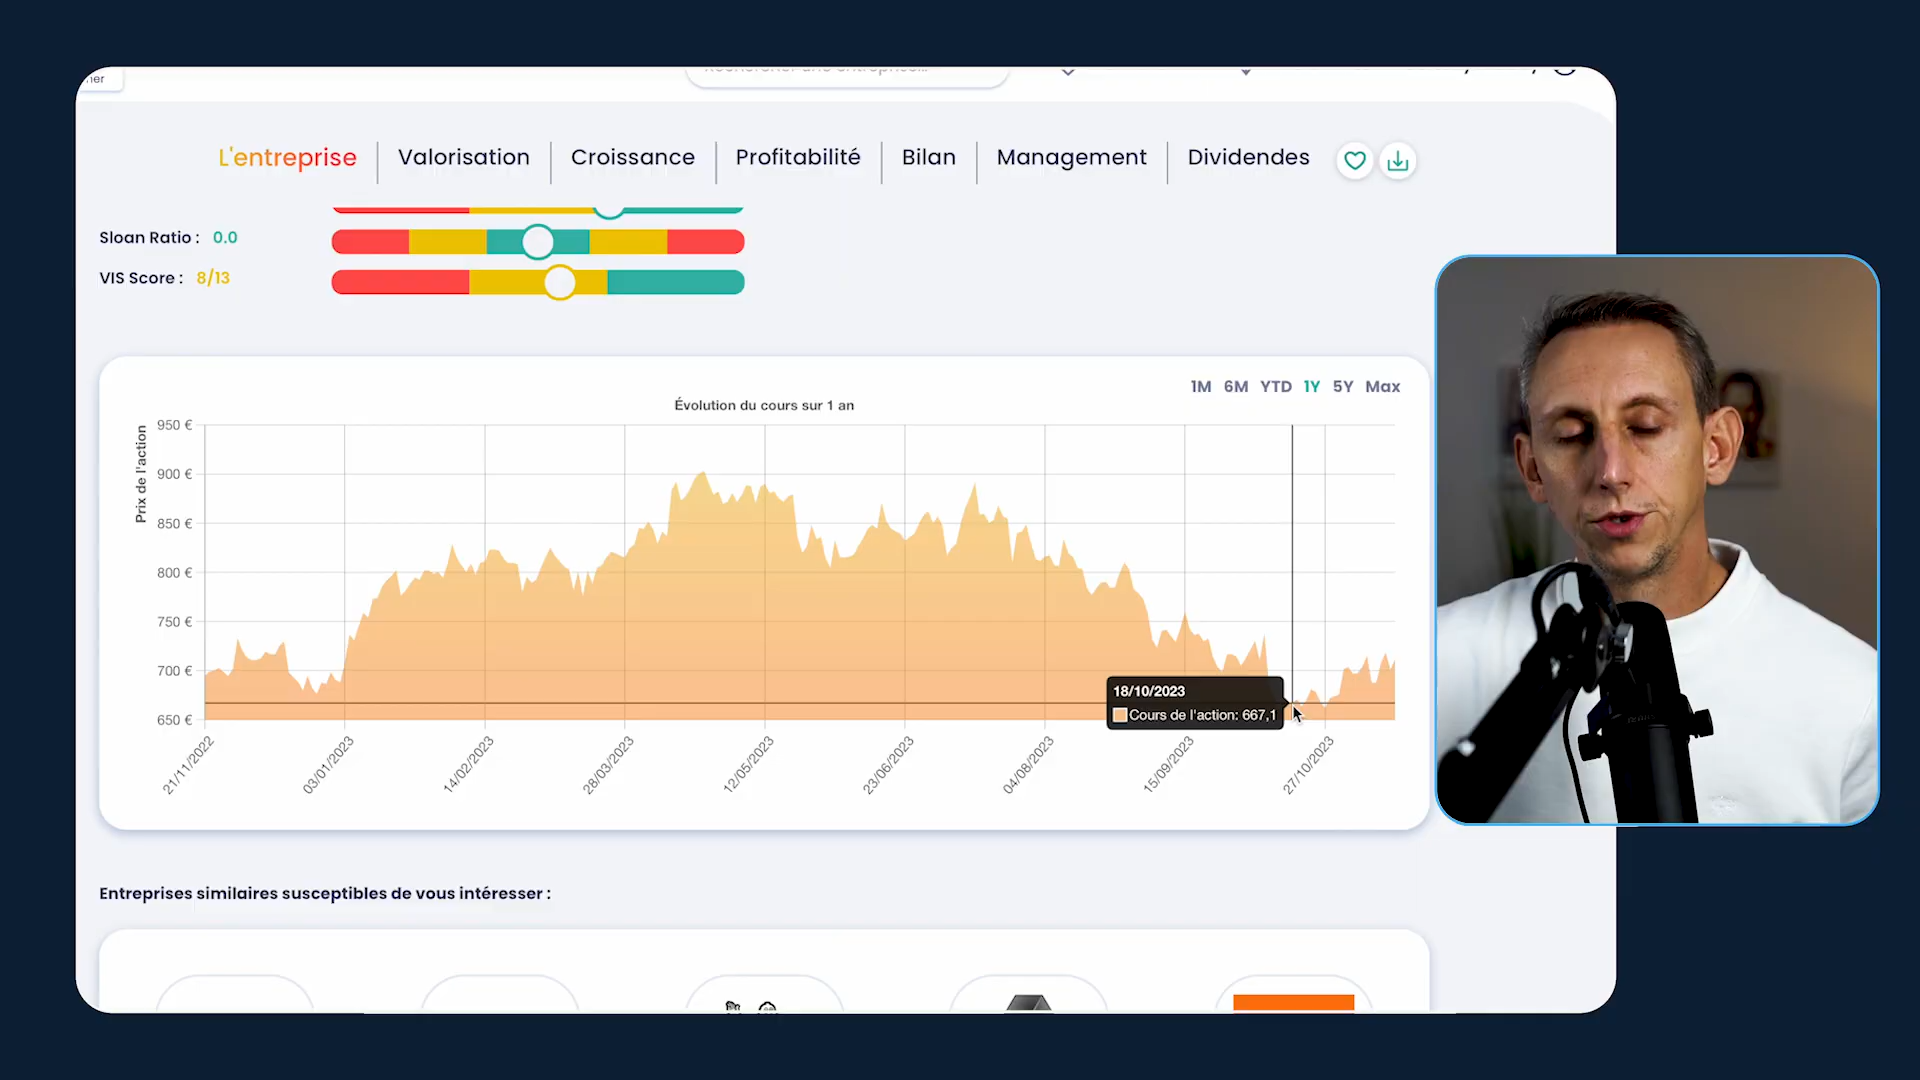 L'entreprise
Valorisation
Croissance
Profitabilité
Bilan
Management
Dividendes
Sloan Ratio : 0.0
VIS Score : 8/13
1M 6M YTD 1Y 5Y Max
Évolution du cours sur 1 an
Prix de l'action
950 €
900 €
850 €
800 €
750 €
700 €
650 €
18/10/2023
Cours de l'action: 667,1
21/11/2022
03/01/2023
14/02/2023
28/03/2023
12/05/2023
23/06/2023
04/08/2023
15/09/2023
27/10/2023
Entreprises similaires susceptibles de vous intéresser :